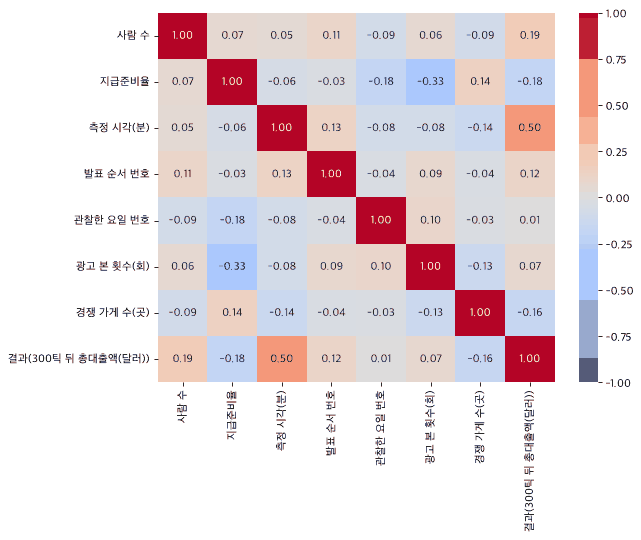 사람 수 1.00 0.07 0.05 0.11 -0.09 0.06 -0.09 0.19
지급준비율 0.07 1.00 -0.06 -0.03 -0.18 -0.33 0.14 -0.18
측정 시각(분) 0.05 -0.06 1.00 0.13 -0.08 -0.08 -0.14 0.50
발표 순서 번호 0.11 -0.03 0.13 1.00 -0.04 0.09 -0.04 0.12
관찰한 요일 번호 -0.09 -0.18 -0.08 -0.04 1.00 0.10 -0.03 0.01
광고 본 횟수(회) 0.06 -0.33 -0.08 0.09 0.10 1.00 -0.13 0.07
경쟁 가게 수(곳) -0.09 0.14 -0.14 -0.04 -0.03 -0.13 1.00 -0.16
결과(300틱 뒤 총대출액(달러)) 0.19 -0.18 0.50 0.12 0.01 0.07 -0.16 1.00
사람 수
지급준비율
측정 시각(분)
발표 순서 번호
관찰한 요일 번호
광고 본 횟수(회)
경쟁 가게 수(곳)
결과(300틱 뒤 총대출액(달러))
1.00
0.75
0.50
0.25
0.00
-0.25
-0.50
-0.75
-1.00